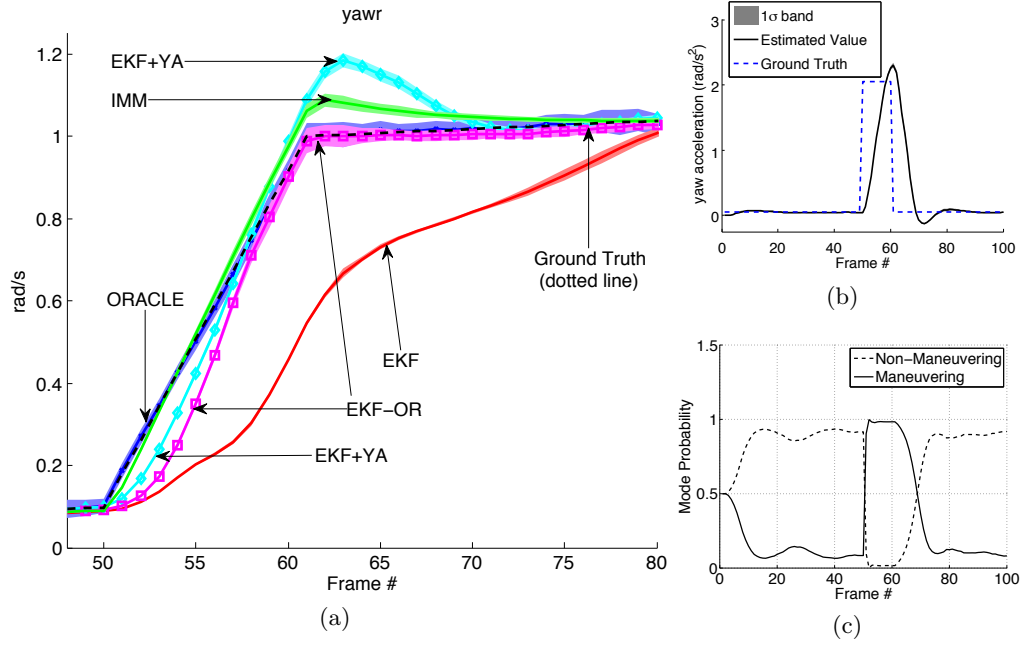 yawr
EKF+YA
IMM
ORACLE
EKF
EKF−OR
EKF+YA
Ground Truth
(dotted line)
rad/s
1.2
1
0.8
0.6
0.4
0.2
0
50
55
60
65
70
75
80
Frame #
(a)
1σ band
Estimated Value
Ground Truth
yaw acceleration (rad/s²)
3
2
1
0
0
20
40
60
80
100
Frame #
(b)
Non−Maneuvering
Maneuvering
Mode Probability
1.5
1
0.5
0
0
20
40
60
80
100
Frame #
(c)